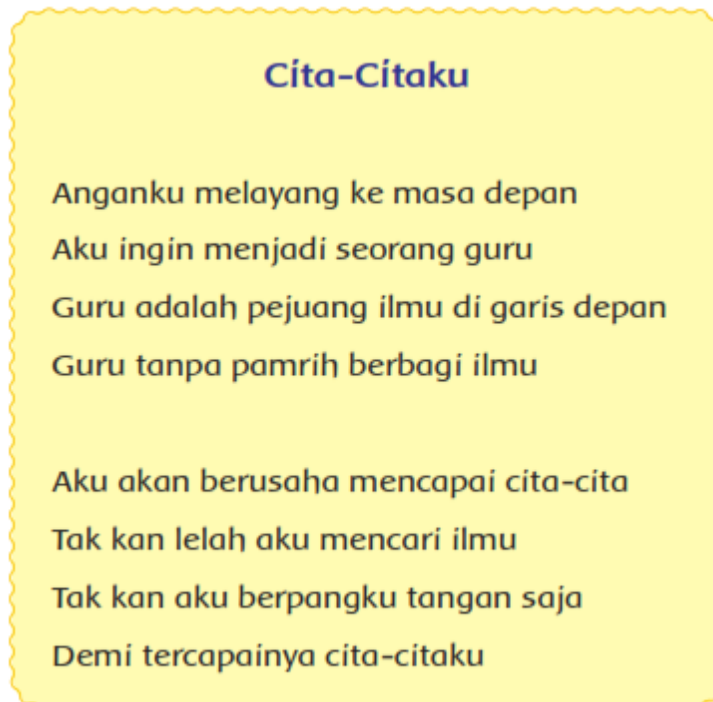 Cita-Citaku
Anganku melayang ke masa depan
Aku ingin menjadi seorang guru
Guru adalah pejuang ilmu di garis depan
Guru tanpa pamrih berbagi ilmu
Aku akan berusaha mencapai cita-cita
Tak kan lelah aku mencari ilmu
Tak kan aku berpangku tangan saja
Demi tercapainya cita-citaku